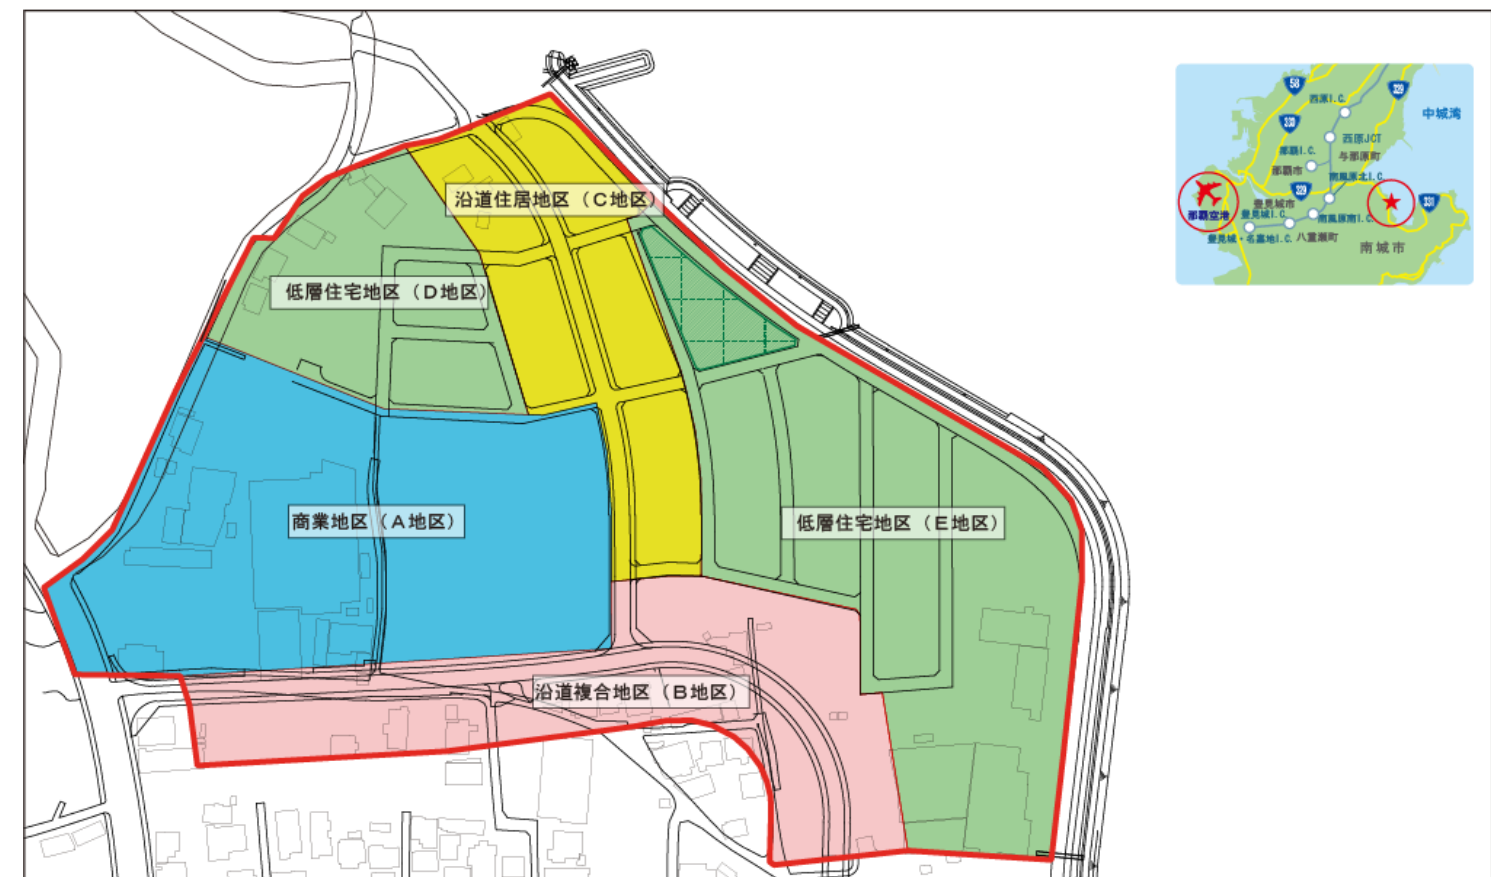 沿道住居地区（C地区）
低層住宅地区（D地区）
商業地区（A地区）
低層住宅地区（E地区）
沿道複合地区（B地区）
58
西原I.C.
329
中城湾
330
西原JCT
那覇I.C.
与那原町
那覇市
南風原北I.C.
329
豊見城市
331
那覇空港
豊見城I.C.
南風原南I.C.
豊見城・名嘉地I.C.
八重瀬町
南城市